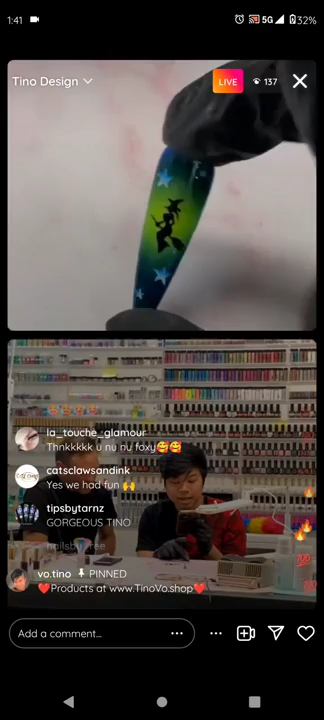 1:41
5G
32%
Tino Design
LIVE
137
la_touche_glamour
Thnkkkkk u nu nu foxy🥰🥰
catsclawsandink
Yes we had fun 🙌
tipsbytarnz
GORGEOUS TINO
vo.tino 📌 PINNED
❤️Products at www.TinoVo.shop❤️
Add a comment...